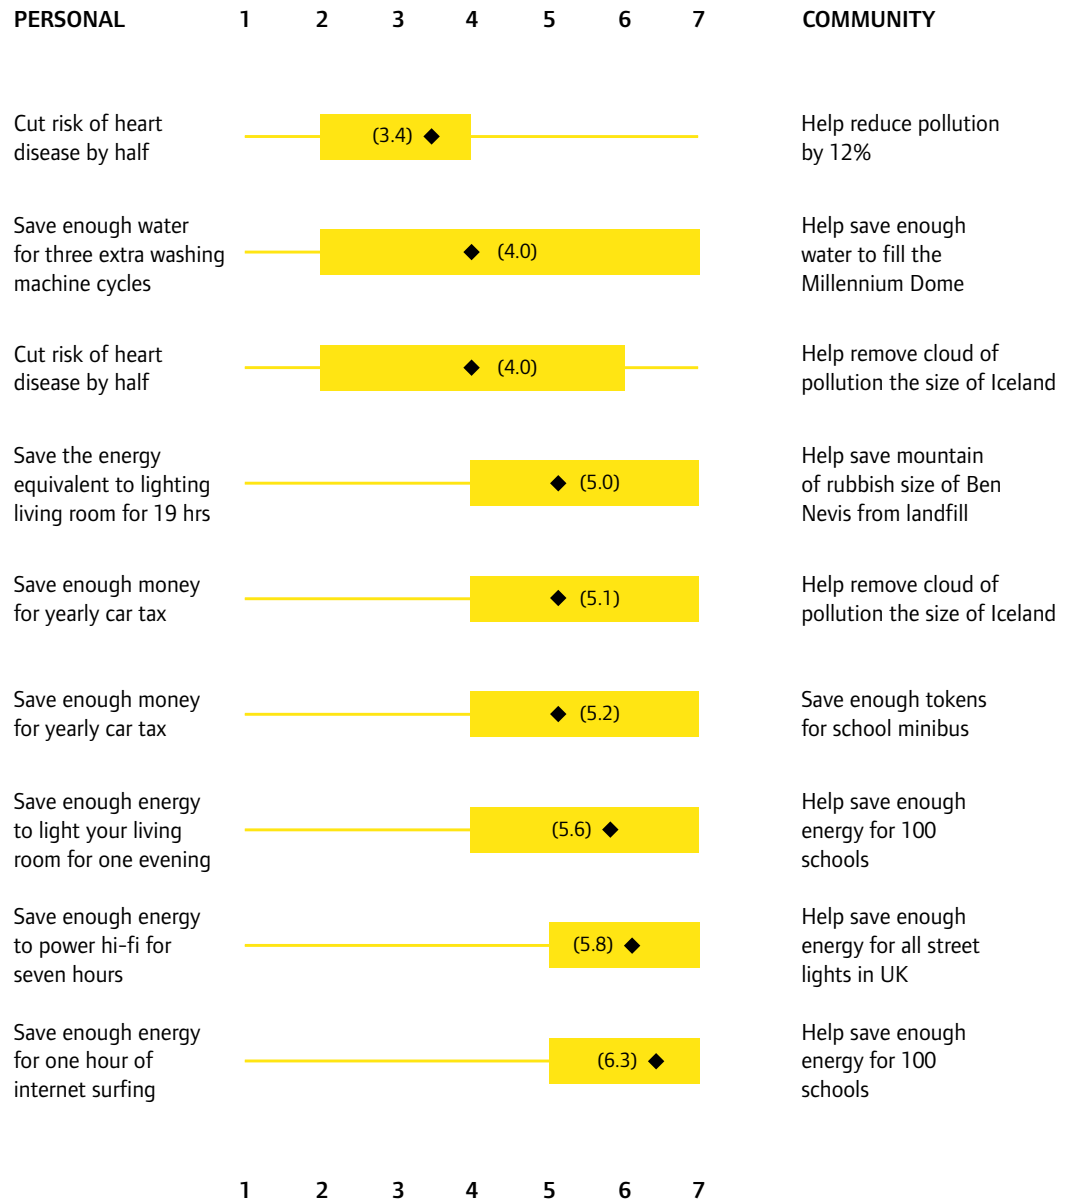 PERSONAL 1 2 3 4 5 6 7 COMMUNITY
Cut risk of heart
disease by half
(3.4)
Help reduce pollution
by 12%
Save enough water
for three extra washing
machine cycles
(4.0)
Help save enough
water to fill the
Millennium Dome
Cut risk of heart
disease by half
(4.0)
Help remove cloud of
pollution the size of Iceland
Save the energy
equivalent to lighting
living room for 19 hrs
(5.0)
Help save mountain
of rubbish size of Ben
Nevis from landfill
Save enough money
for yearly car tax
(5.1)
Help remove cloud of
pollution the size of Iceland
Save enough money
for yearly car tax
(5.2)
Save enough tokens
for school minibus
Save enough energy
to light your living
room for one evening
(5.6)
Help save enough
energy for 100
schools
Save enough energy
to power hi-fi for
seven hours
(5.8)
Help save enough
energy for all street
lights in UK
Save enough energy
for one hour of
internet surfing
(6.3)
Help save enough
energy for 100
schools
1 2 3 4 5 6 7